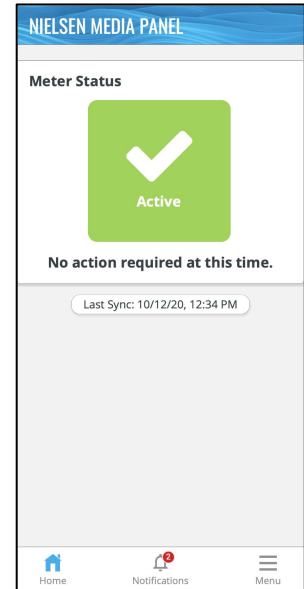 NIELSEN MEDIA PANEL
Meter Status
Active
No action required at this time.
Last Sync: 10/12/20, 12:34 PM
2
Home Notifications Menu